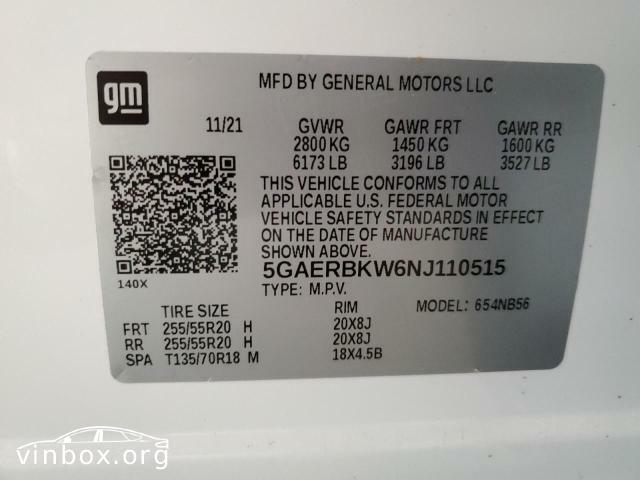 gm
MFD BY GENERAL MOTORS LLC
11/21 GVWR GAWR FRT GAWR RR
2800 KG 1450 KG 1600 KG
6173 LB 3196 LB 3527 LB
THIS VEHICLE CONFORMS TO ALL
APPLICABLE U.S. FEDERAL MOTOR
VEHICLE SAFETY STANDARDS IN EFFECT
ON THE DATE OF MANUFACTURE
SHOWN ABOVE.
5GAERBKW6NJ110515
140X
TYPE: M.P.V. MODEL: 654NB56
TIRE SIZE RIM
FRT 255/55R20 H 20X8J
RR 255/55R20 H 20X8J
SPA T135/70R18 M 18X4.5B
vinbox.org